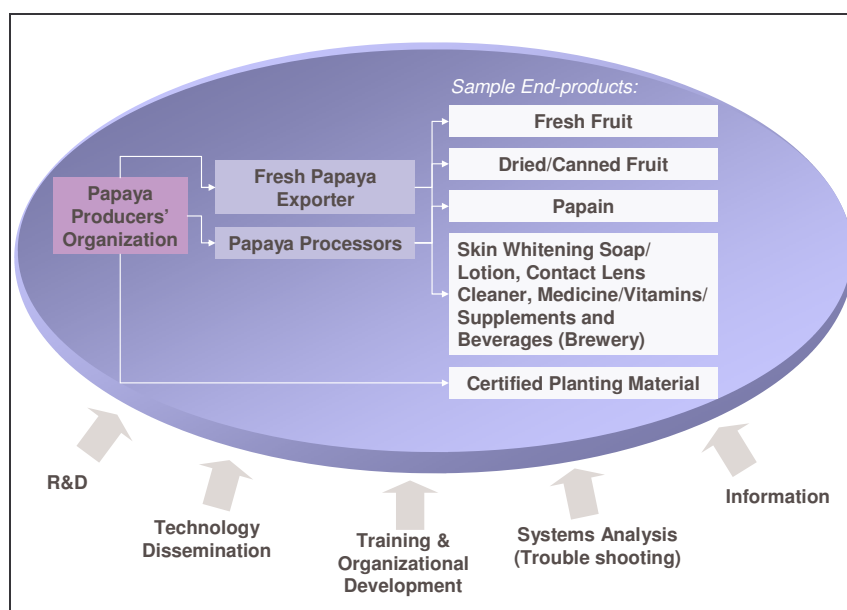 Sample End-products:
Fresh Fruit
Dried/Canned Fruit
Fresh Papaya
Exporter
Papaya
Producers’
Organization
Papain
Papaya Processors
Skin Whitening Soap/
Lotion, Contact Lens
Cleaner, Medicine/Vitamins/
Supplements and
Beverages (Brewery)
Certified Planting Material
R&D
Technology
Dissemination
Training &
Organizational
Development
Systems Analysis
(Trouble shooting)
Information